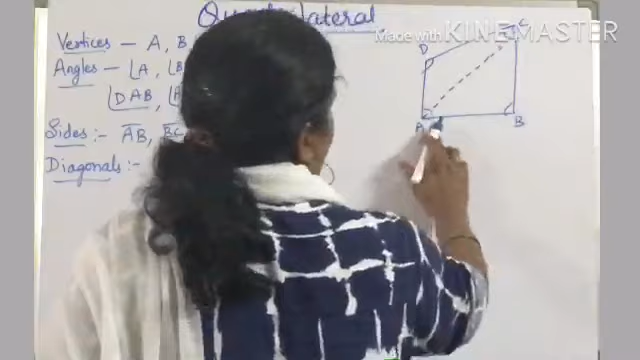 Quadrilateral
Made with KINEMASTER
Vertices - A, B
Angles - ∠A, ∠B
∠DAB, ∠A
Sides :- AB, BC
Diagonals :-
D C
A B